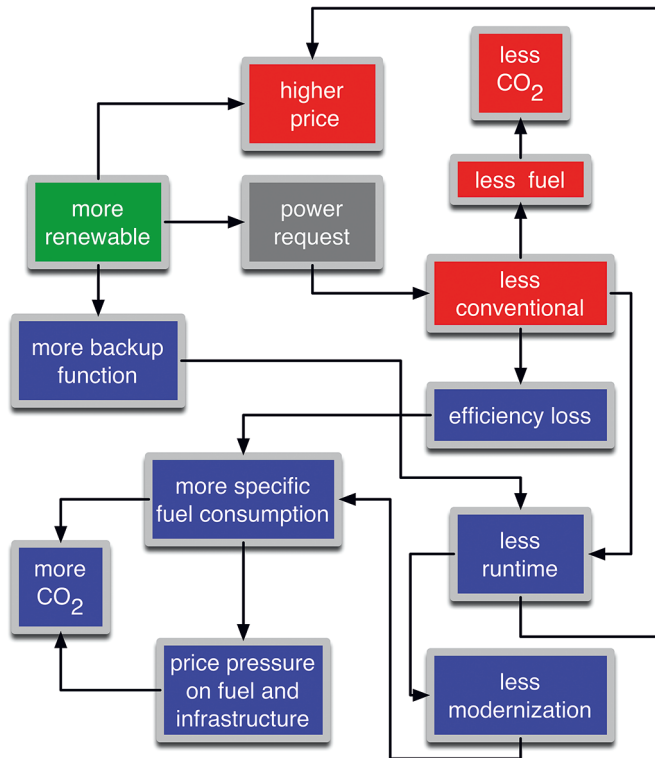 higher
price
less
CO2
less fuel
more
renewable
power
request
less
conventional
more backup
function
efficiency loss
more specific
fuel consumption
less
runtime
more
CO2
price pressure
on fuel and
infrastructure
less
modernization